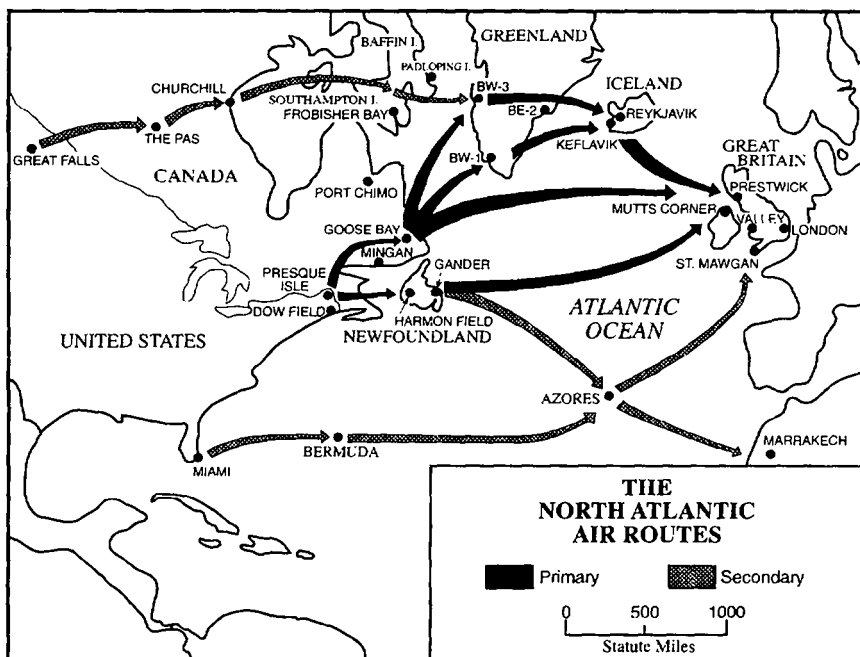 BAFFIN I.
GREENLAND
PADLOPING I.
CHURCHILL
BW-3
ICELAND
SOUTHAMPTON I.
FROBISHER BAY
BE-2
REYKJAVIK
THE PAS
KEFLAVIK
GREAT FALLS
GREAT
BRITAIN
BW-1
CANADA
PORT CHIMO
PRESTWICK
MUTTS CORNER
VALLEY
LONDON
GOOSE BAY
MINGAN
ST. MAWGAN
PRESQUE
ISLE
GANDER
DOW FIELD
HARMON FIELD
NEWFOUNDLAND
ATLANTIC
OCEAN
UNITED STATES
AZORES
MIAMI
BERMUDA
MARRAKECH
THE
NORTH ATLANTIC
AIR ROUTES
Primary
Secondary
0 500 1000
Statute Miles